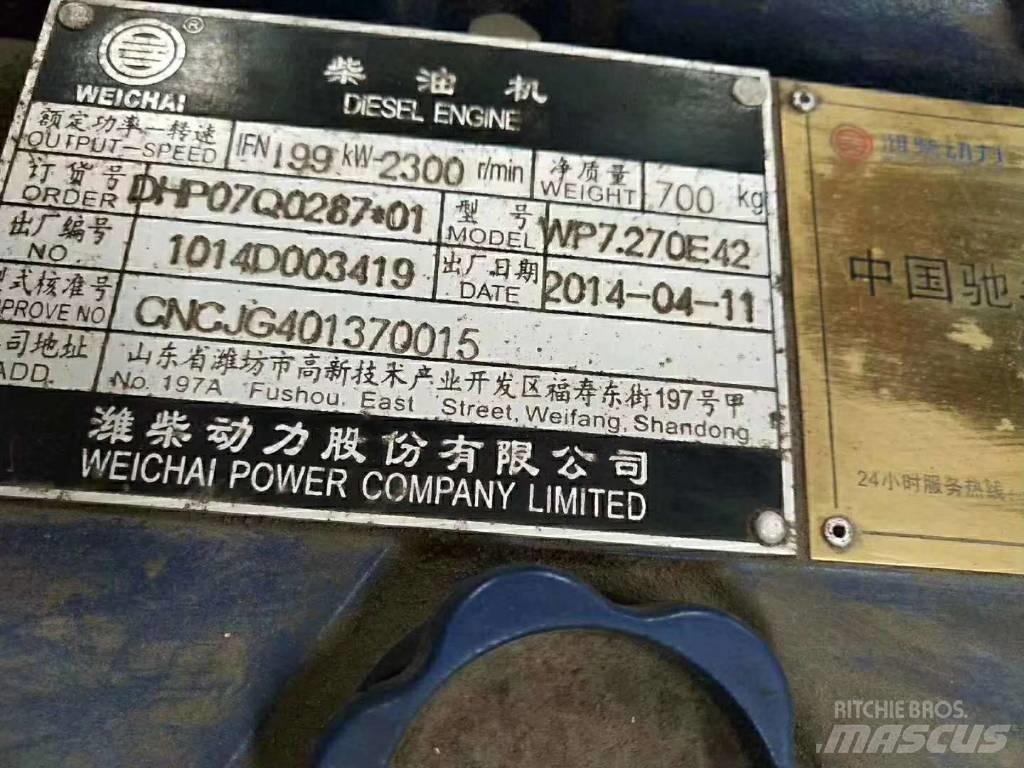 ®
WEICHAI
柴油机
DIESEL ENGINE
额定功率—转速 IFN 199 kW-2300 r/min 净质量 700 kg
OUTPUT-SPEED WEIGHT
订货号 DHP07Q0287*01 型号 WP7.270E42
ORDER MODEL
出厂编号 1014D003419 出厂日期 2014-04-11
NO DATE
式核准号 CNCJG401370015
PPROVE NO
司地址 山东省潍坊市高新技术产业开发区福寿东街197号甲
ADD. No. 197A Fushou. East Street, Weifang, Shandong
潍柴动力股份有限公司
WEICHAI POWER COMPANY LIMITED
潍柴动力
中国驰
24小时服务热线
RITCHIE BROS.
MASCUS